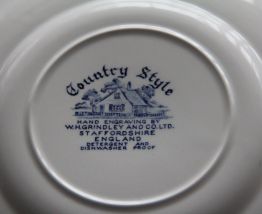 Country Style
HAND ENGRAVING BY
W.H.GRINDLEY AND CO.LTD.
STAFFORDSHIRE
ENGLAND
DETERGENT AND
DISHWASHER PROOF